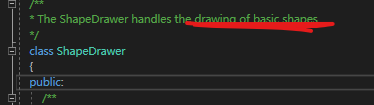 /**
* The ShapeDrawer handles the drawing of basic shapes
*/
class ShapeDrawer
{
public:
/**